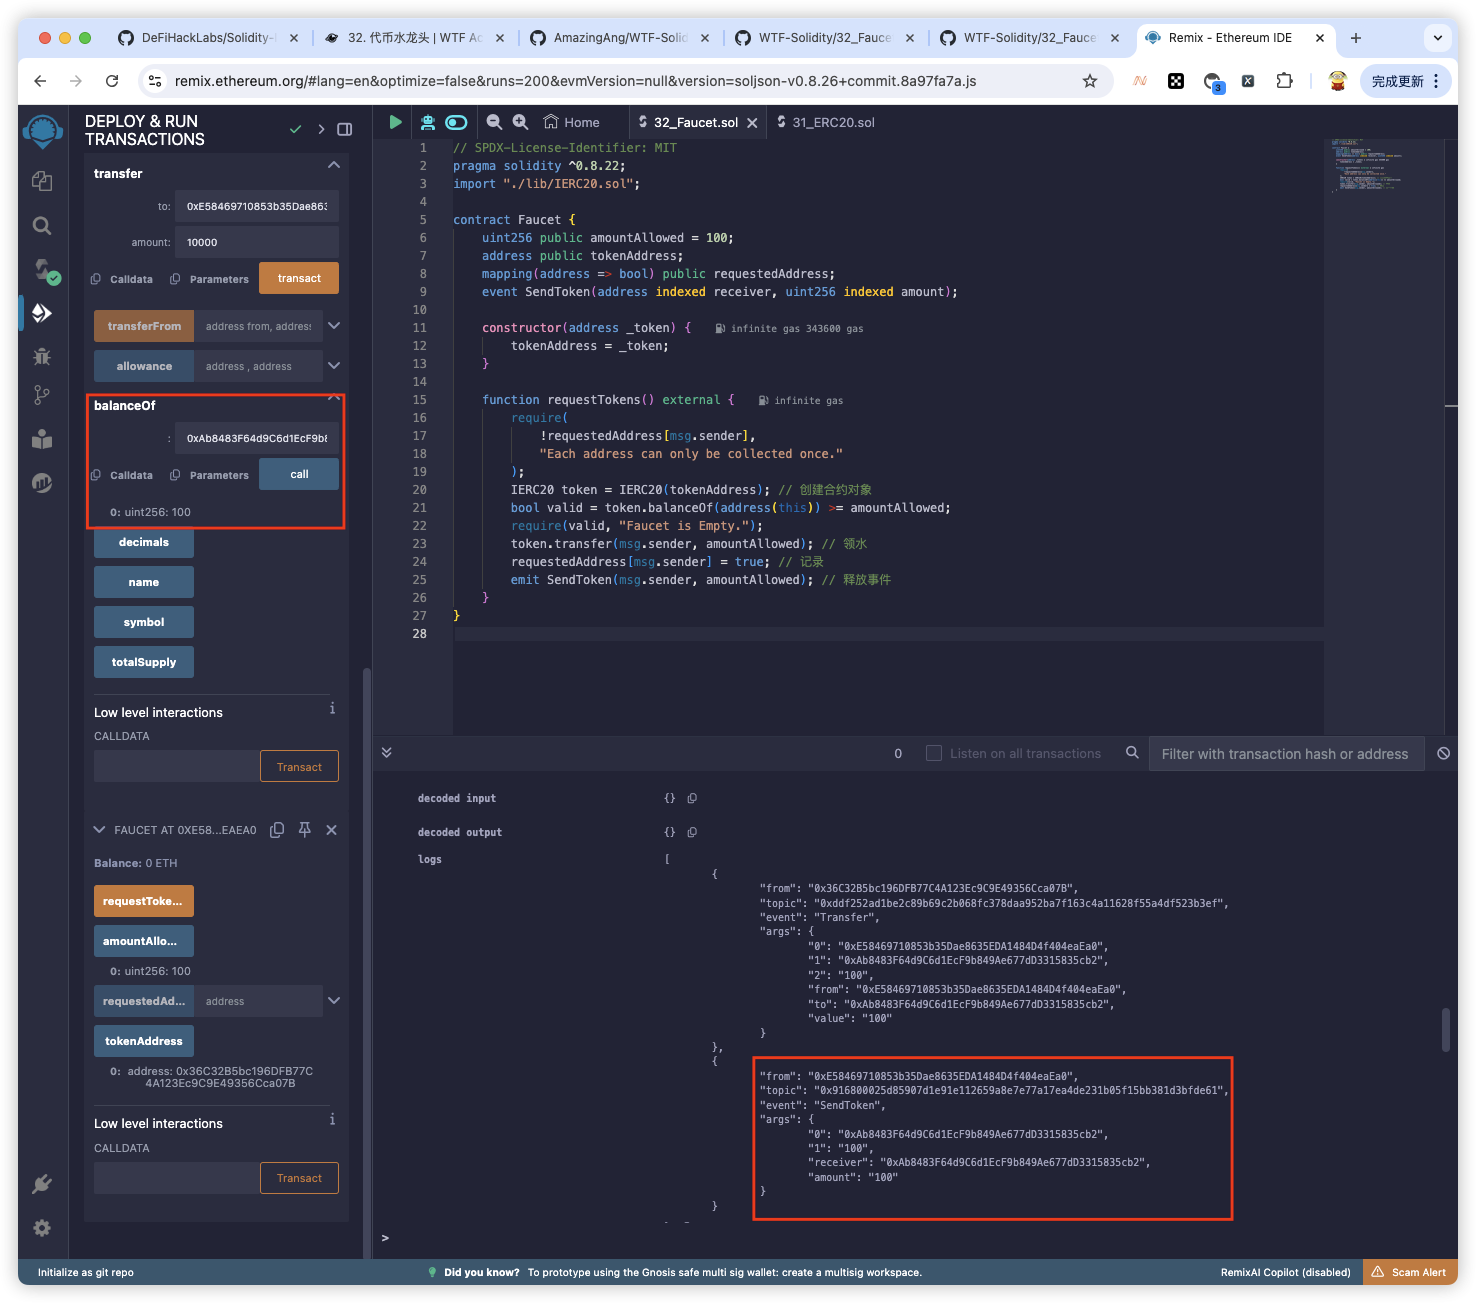 DeFiHackLabs/Solidity-
32. 代币水龙头 | WTF Ac
AmazingAng/WTF-Solid
WTF-Solidity/32_Fauce
WTF-Solidity/32_Fauce
Remix - Ethereum IDE
remix.ethereum.org/#lang=en&optimize=false&runs=200&evmVersion=null&version=soljson-v0.8.26+commit.8a97fa7a.js
3
完成更新
DEPLOY & RUN
TRANSACTIONS
transfer
to: 0xE58469710853b35Dae863
amount: 10000
Calldata Parameters transact
transferFrom address from, address
allowance address , address
balanceOf
: 0xAb8483F64d9C6d1EcF9b8
Calldata Parameters call
0: uint256: 100
decimals
name
symbol
totalSupply
Low level interactions i
CALLDATA
Transact
FAUCET AT 0XE58...EAEA0
Balance: 0 ETH
requestToke...
amountAllo...
0: uint256: 100
requestedAd... address
tokenAddress
0: address: 0x36C32B5bc196DFB77C
4A123Ec9C9E49356Cca07B
Low level interactions i
CALLDATA
Transact
Home
32_Faucet.sol
31_ERC20.sol
1 // SPDX-License-Identifier: MIT
2 pragma solidity ^0.8.22;
3 import "./lib/IERC20.sol";
4
5 contract Faucet {
6 uint256 public amountAllowed = 100;
7 address public tokenAddress;
8 mapping(address => bool) public requestedAddress;
9 event SendToken(address indexed receiver, uint256 indexed amount);
10
11 constructor(address _token) { infinite gas 343600 gas
12 tokenAddress = _token;
13 }
14
15 function requestTokens() external { infinite gas
16 require(
17 !requestedAddress[msg.sender],
18 "Each address can only be collected once."
19 );
20 IERC20 token = IERC20(tokenAddress); // 创建合约对象
21 bool valid = token.balanceOf(address(this)) >= amountAllowed;
22 require(valid, "Faucet is Empty.");
23 token.transfer(msg.sender, amountAllowed); // 领水
24 requestedAddress[msg.sender] = true; // 记录
25 emit SendToken(msg.sender, amountAllowed); // 释放事件
26 }
27 }
28
0 Listen on all transactions Filter with transaction hash or address
decoded input {}
decoded output {}
logs [
{
"from": "0x36C32B5bc196DFB77C4A123Ec9C9E49356Cca07B",
"topic": "0xddf252ad1be2c89b69c2b068fc378daa952ba7f163c4a11628f55a4df523b3ef",
"event": "Transfer",
"args": {
"0": "0xE58469710853b35Dae8635EDA1484D4f404eaEa0",
"1": "0xAb8483F64d9C6d1EcF9b849Ae677dD3315835cb2",
"2": "100",
"from": "0xE58469710853b35Dae8635EDA1484D4f404eaEa0",
"to": "0xAb8483F64d9C6d1EcF9b849Ae677dD3315835cb2",
"value": "100"
}
},
{
"from": "0xE58469710853b35Dae8635EDA1484D4f404eaEa0",
"topic": "0x916800025d85907d1e91e112659a8e7e77a17ea4de231b05f15bb381d3bfde61",
"event": "SendToken",
"args": {
"0": "0xAb8483F64d9C6d1EcF9b849Ae677dD3315835cb2",
"1": "100",
"receiver": "0xAb8483F64d9C6d1EcF9b849Ae677dD3315835cb2",
"amount": "100"
}
}
>
Initialize as git repo
Did you know? To prototype using the Gnosis safe multi sig wallet: create a multisig workspace.
RemixAI Copilot (disabled)
Scam Alert